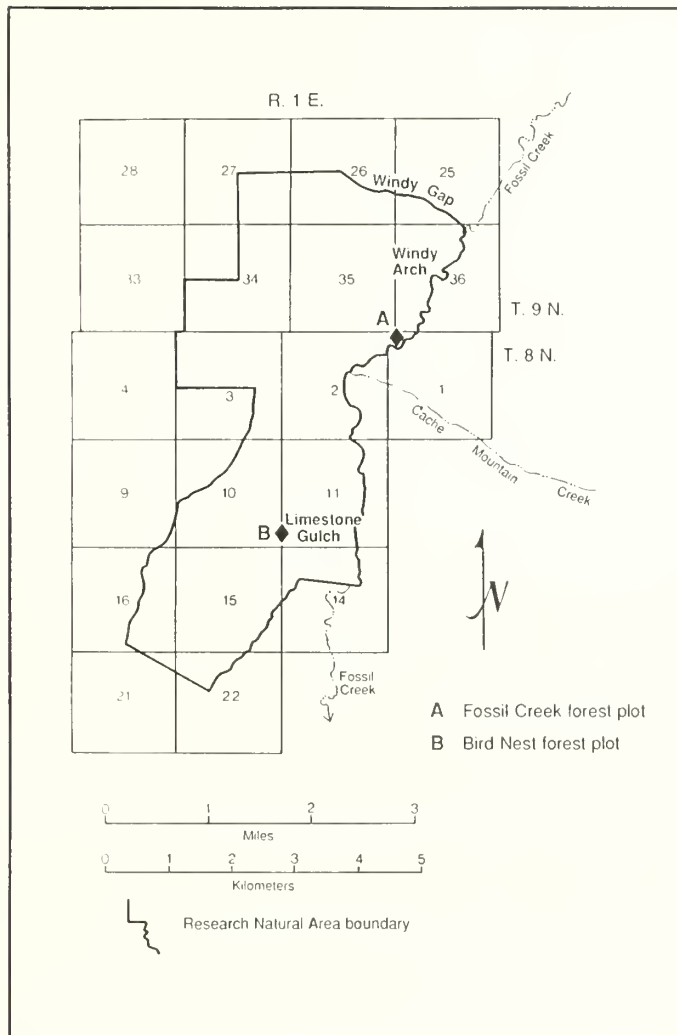 R. 1 E.
28
27
26
25
Windy Gap
Fossil Creek
33
34
35
Windy
Arch
36
A
T. 9 N.
T. 8 N.
4
3
2
1
Cache Mountain Creek
9
10
11
B
Limestone
Gulch
16
15
14
N
Fossil
Creek
21
22
A Fossil Creek forest plot
B Bird Nest forest plot
0 1 2 3
Miles
0 1 2 3 4 5
Kilometers
Research Natural Area boundary